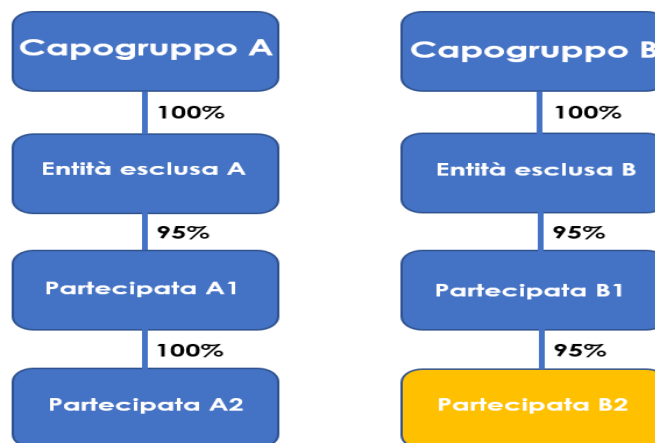 Capogruppo A
100%
Entità esclusa A
95%
Partecipata A1
100%
Partecipata A2
Capogruppo B
100%
Entità esclusa B
95%
Partecipata B1
95%
Partecipata B2